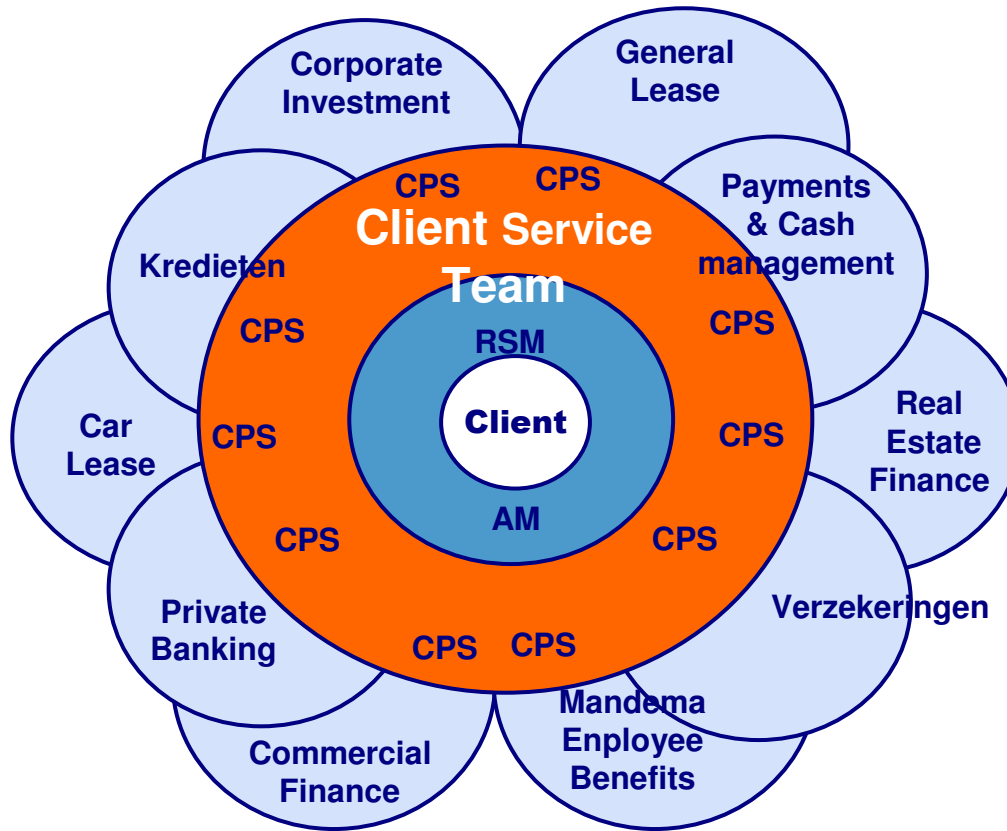 Corporate
Investment
General
Lease
CPS
CPS
Payments
& Cash
management
Client Service
Team
Kredieten
CPS
CPS
RSM
Client
Car
Lease
CPS
CPS
Real
Estate
Finance
AM
CPS
CPS
Private
Banking
Verzekeringen
CPS
CPS
Mandema
Enployee
Benefits
Commercial
Finance